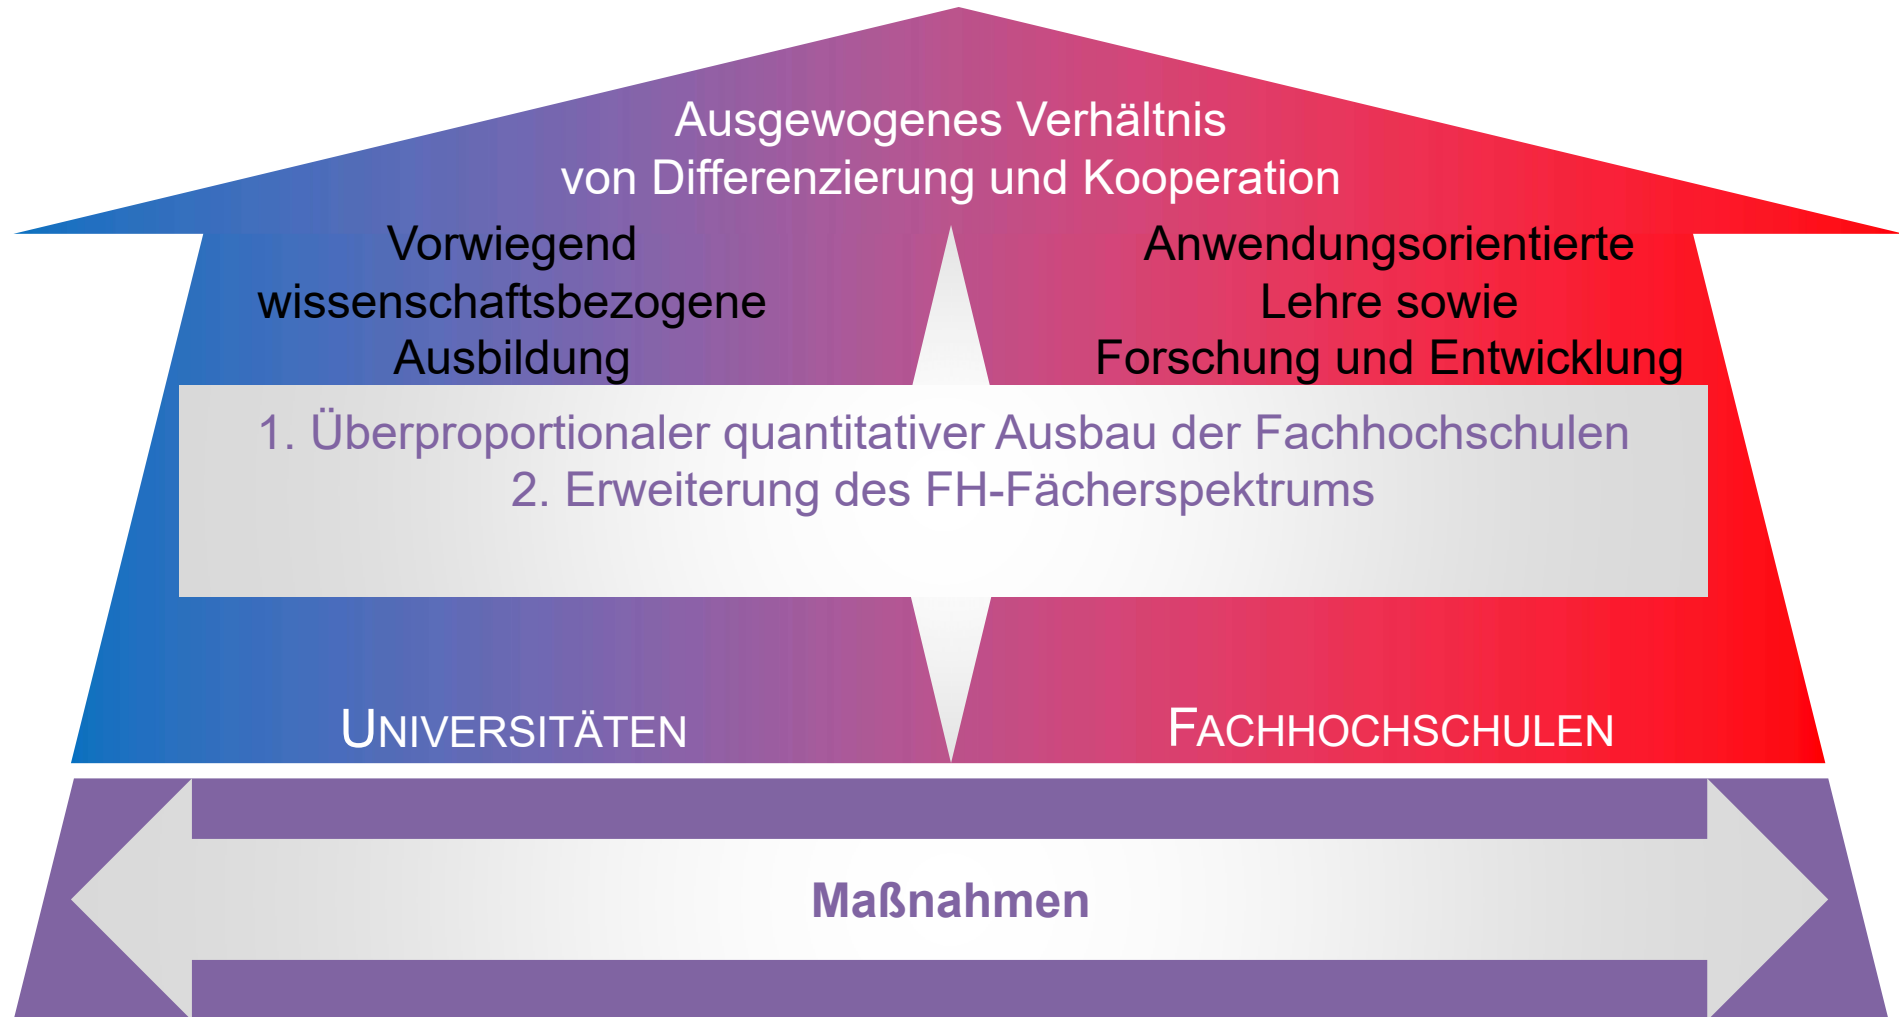 Ausgewogenes Verhältnis
von Differenzierung und Kooperation
Vorwiegend
wissenschaftsbezogene
Ausbildung
Anwendungsorientierte
Lehre sowie
Forschung und Entwicklung
1. Überproportionaler quantitativer Ausbau der Fachhochschulen
2. Erweiterung des FH-Fächerspektrums
UNIVERSITÄTEN
FACHHOCHSCHULEN
Maßnahmen